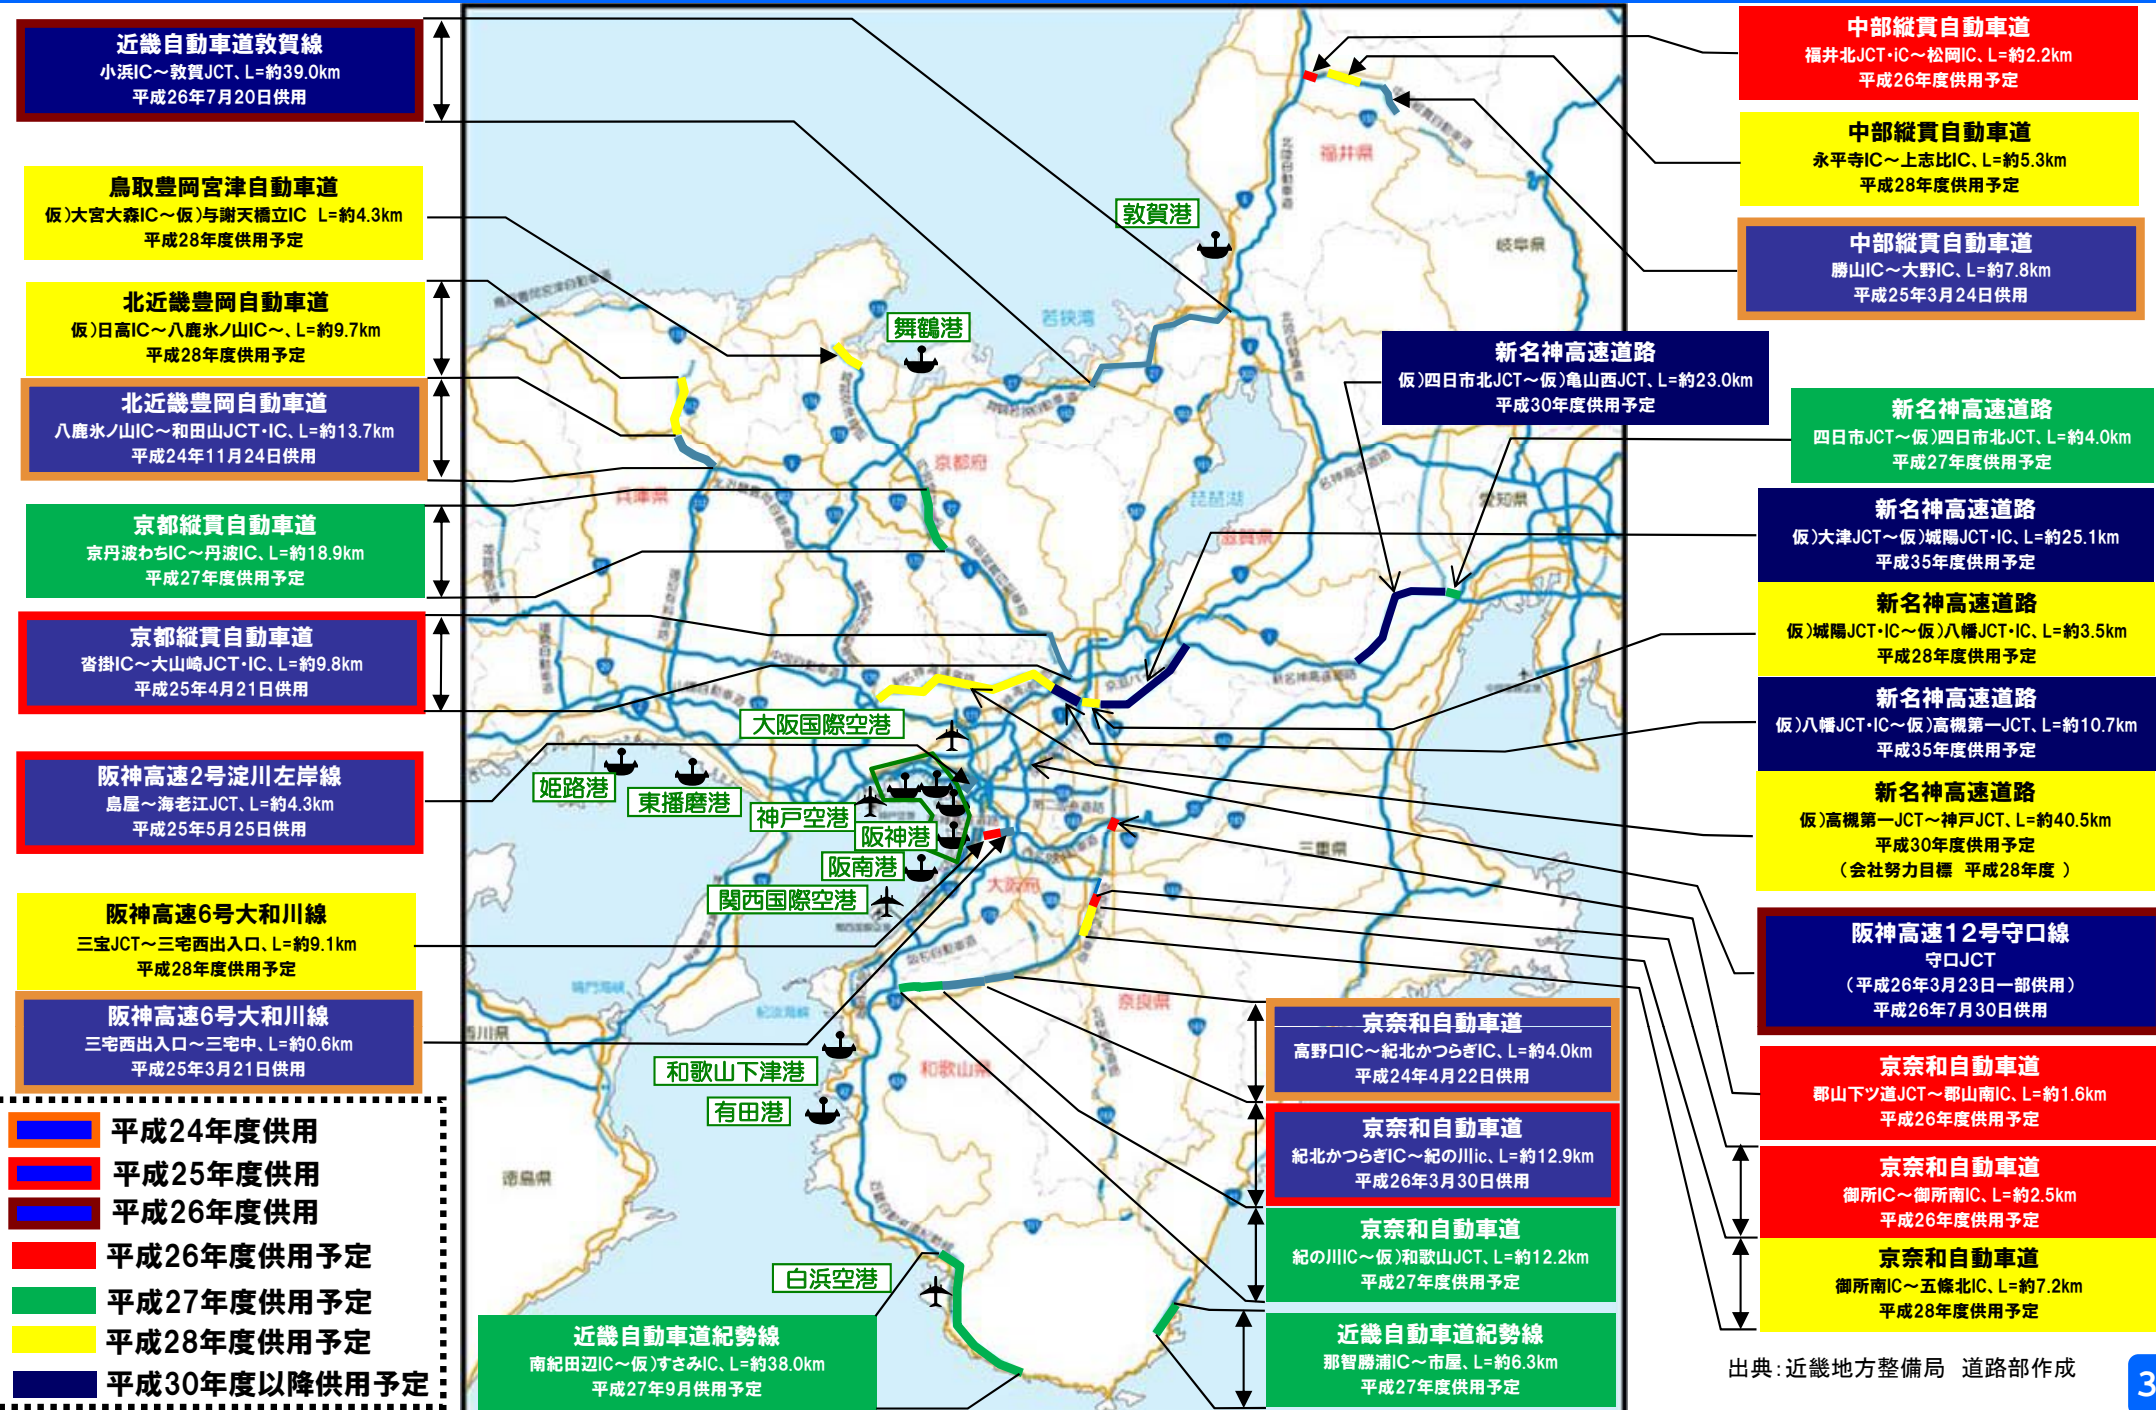 近畿自動車道敦賀線
小浜IC～敦賀JCT、L=約39.0km
平成26年7月20日供用
鳥取豊岡宮津自動車道
仮)大宮大森IC～仮)与謝天橋立IC L=約4.3km
平成28年度供用予定
北近畿豊岡自動車道
仮)日高IC～八鹿氷ノ山IC～、L=約9.7km
平成28年度供用予定
北近畿豊岡自動車道
八鹿氷ノ山IC～和田山JCT・IC、L=約13.7km
平成24年11月24日供用
京都縦貫自動車道
京丹波わちIC～丹波IC、L=約18.9km
平成27年度供用予定
京都縦貫自動車道
沓掛IC～大山崎JCT・IC、L=約9.8km
平成25年4月21日供用
阪神高速2号淀川左岸線
島屋～海老江JCT、L=約4.3km
平成25年5月25日供用
阪神高速6号大和川線
三宝JCT～三宅西出入口、L=約9.1km
平成28年度供用予定
阪神高速6号大和川線
三宅西出入口～三宅中、L=約0.6km
平成25年3月21日供用
平成24年度供用
平成25年度供用
平成26年度供用
平成26年度供用予定
平成27年度供用予定
平成28年度供用予定
平成30年度以降供用予定
福井県
岐阜県
敦賀港
若狭湾
舞鶴港
京都府
兵庫県
琵琶湖
滋賀県
愛知県
名神高速道路
新名神高速道路
大阪国際空港
姫路港
東播磨港
神戸空港
阪神港
阪南港
関西国際空港
大阪府
三重県
奈良県
和歌山県
和歌山下津港
有田港
徳島県
白浜空港
近畿自動車道紀勢線
南紀田辺IC～仮)すさみIC、L=約38.0km
平成27年9月供用予定
京奈和自動車道
高野口IC～紀北かつらぎIC、L=約4.0km
平成24年4月22日供用
京奈和自動車道
紀北かつらぎIC～紀の川ic、L=約12.9km
平成26年3月30日供用
京奈和自動車道
紀の川IC～仮)和歌山JCT、L=約12.2km
平成27年度供用予定
近畿自動車道紀勢線
那智勝浦IC～市屋、L=約6.3km
平成27年度供用予定
中部縦貫自動車道
福井北JCT・iC～松岡IC、L=約2.2km
平成26年度供用予定
中部縦貫自動車道
永平寺IC～上志比IC、L=約5.3km
平成28年度供用予定
中部縦貫自動車道
勝山IC～大野IC、L=約7.8km
平成25年3月24日供用
新名神高速道路
仮)四日市北JCT～仮)亀山西JCT、L=約23.0km
平成30年度供用予定
新名神高速道路
四日市JCT～仮)四日市北JCT、L=約4.0km
平成27年度供用予定
新名神高速道路
仮)大津JCT～仮)城陽JCT・IC、L=約25.1km
平成35年度供用予定
新名神高速道路
仮)城陽JCT・IC～仮)八幡JCT・IC、L=約3.5km
平成28年度供用予定
新名神高速道路
仮)八幡JCT・IC～仮)高槻第一JCT、L=約10.7km
平成35年度供用予定
新名神高速道路
仮)高槻第一JCT～神戸JCT、L=約40.5km
平成30年度供用予定
(会社努力目標 平成28年度 )
阪神高速12号守口線
守口JCT
(平成26年3月23日一部供用)
平成26年7月30日供用
京奈和自動車道
郡山下ツ道JCT～郡山南IC、L=約1.6km
平成26年度供用予定
京奈和自動車道
御所IC～御所南IC、L=約2.5km
平成26年度供用予定
京奈和自動車道
御所南IC～五條北IC、L=約7.2km
平成28年度供用予定
出典:近畿地方整備局 道路部作成
3